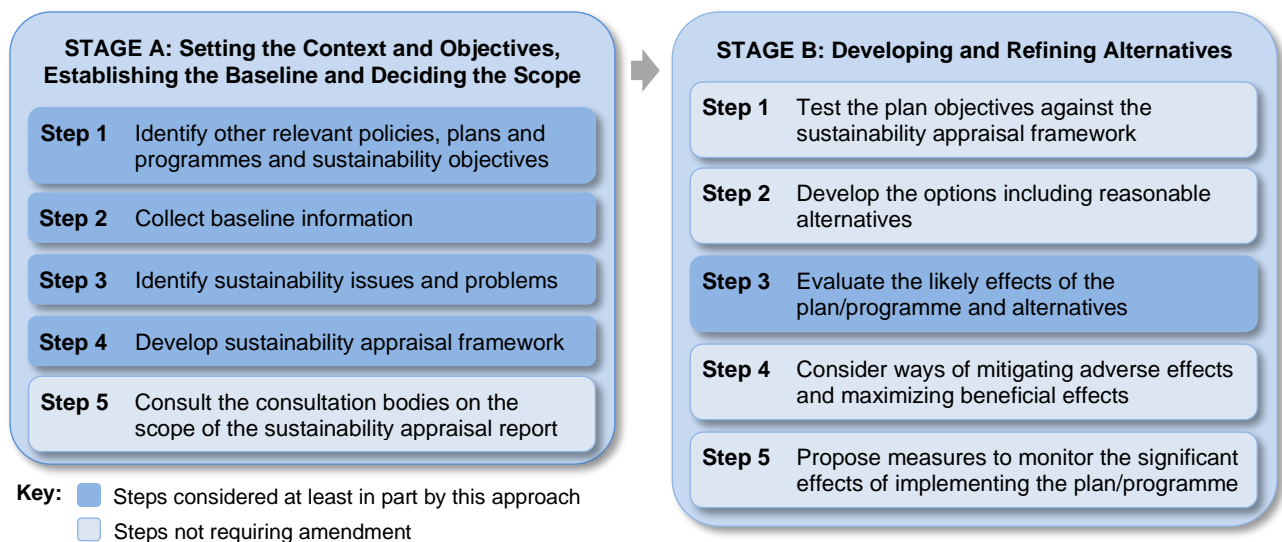 STAGE A: Setting the Context and Objectives,
Establishing the Baseline and Deciding the Scope
Step 1 Identify other relevant policies, plans and
programmes and sustainability objectives
Step 2 Collect baseline information
Step 3 Identify sustainability issues and problems
Step 4 Develop sustainability appraisal framework
Step 5 Consult the consultation bodies on the
scope of the sustainability appraisal report
Key: Steps considered at least in part by this approach
Steps not requiring amendment
STAGE B: Developing and Refining Alternatives
Step 1 Test the plan objectives against the
sustainability appraisal framework
Step 2 Develop the options including reasonable
alternatives
Step 3 Evaluate the likely effects of the
plan/programme and alternatives
Step 4 Consider ways of mitigating adverse effects
and maximizing beneficial effects
Step 5 Propose measures to monitor the significant
effects of implementing the plan/programme